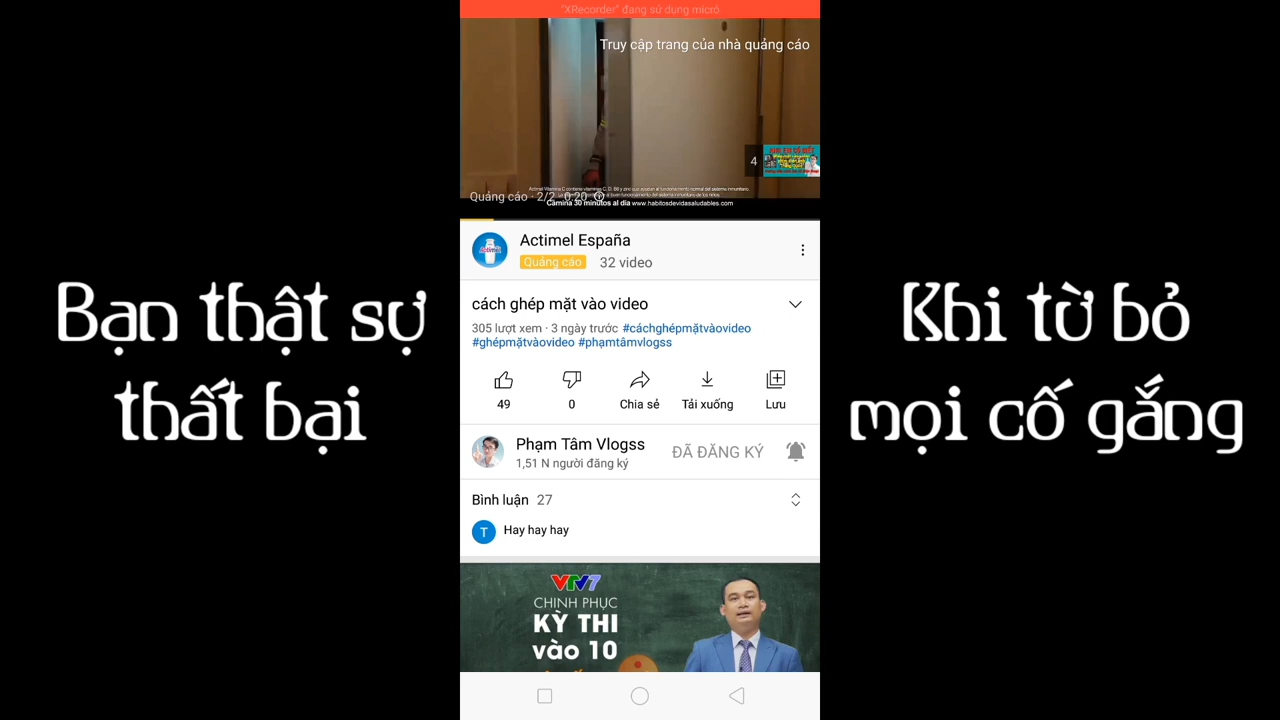 "XRecorder" đang sử dụng micrô
Truy cập trang của nhà quảng cáo
4
Quảng cáo · 2/2 · 0:20
Camina 30 minutos al día www.habitosdevidasaludables.com
Actimel España
Quảng cáo 32 video
cách ghép mặt vào video
305 lượt xem · 3 ngày trước #cáchghépmặtvàovideo
#ghépmặtvàovideo #phạmtâmvlogss
49 0 Chia sẻ Tải xuống Lưu
Phạm Tâm Vlogss
1,51 N người đăng ký
ĐÃ ĐĂNG KÝ
Bình luận 27
T Hay hay hay
VTV7
CHINH PHỤC
KỲ THI
vào 10
Bạn thật sự
thất bại
Khi từ bỏ
mọi cố gắng